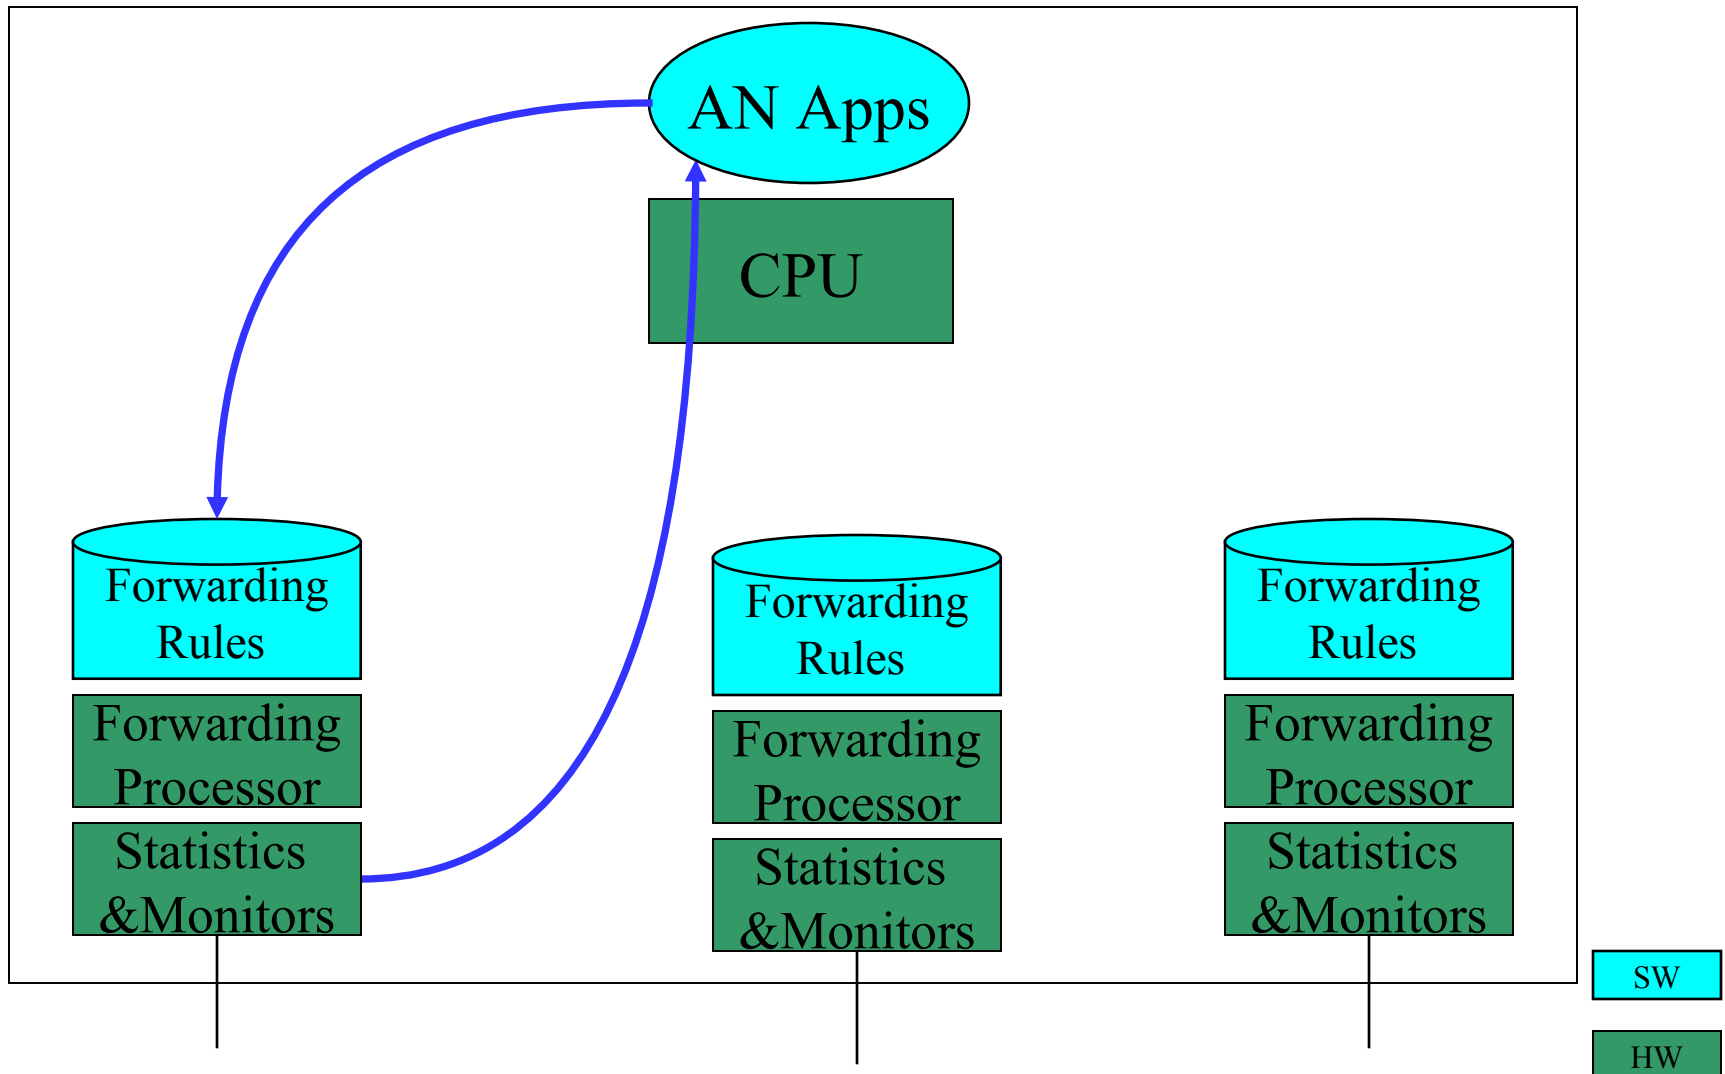 AN Apps
CPU
Forwarding
Rules
Forwarding
Processor
Statistics
&Monitors
Forwarding
Rules
Forwarding
Processor
Statistics
&Monitors
Forwarding
Rules
Forwarding
Processor
Statistics
&Monitors
SW
HW